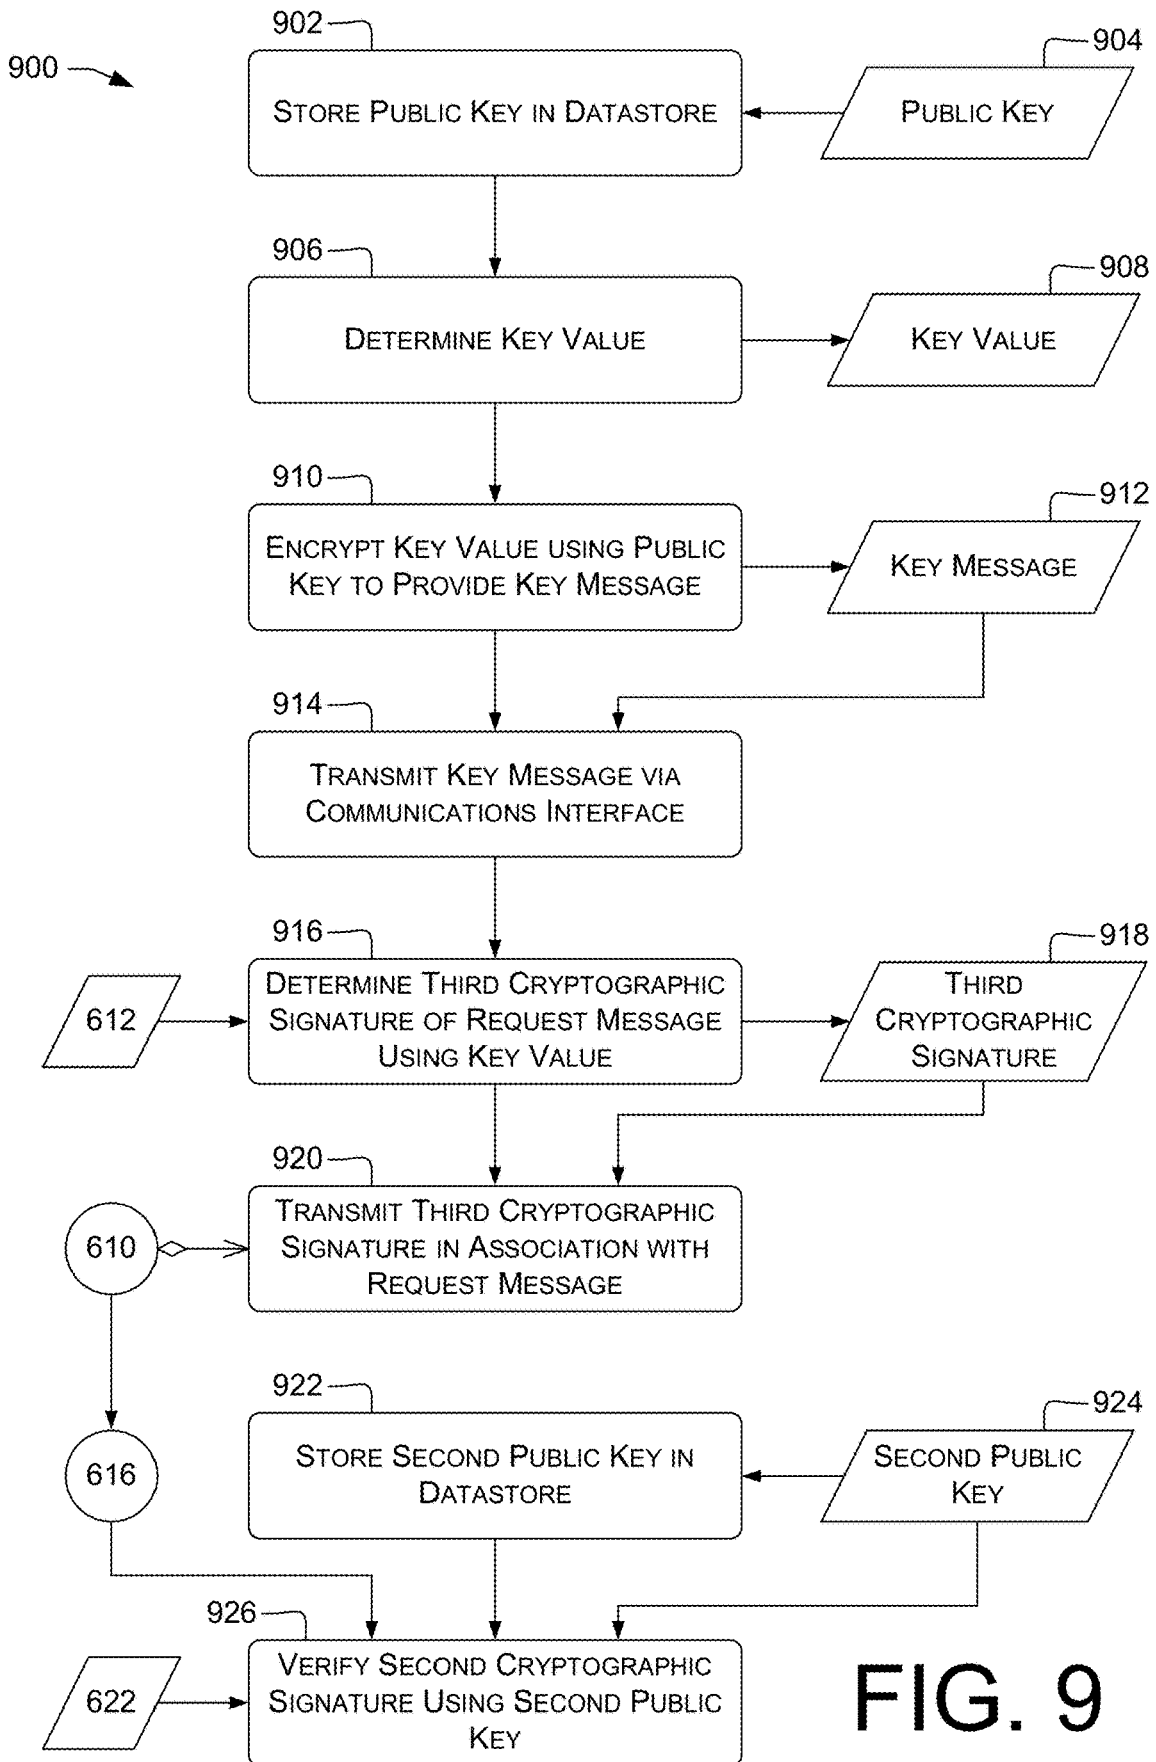 900
902
STORE PUBLIC KEY IN DATASTORE
904
PUBLIC KEY
906
DETERMINE KEY VALUE
908
KEY VALUE
910
ENCRYPT KEY VALUE USING PUBLIC
KEY TO PROVIDE KEY MESSAGE
912
KEY MESSAGE
914
TRANSMIT KEY MESSAGE VIA
COMMUNICATIONS INTERFACE
612
916
DETERMINE THIRD CRYPTOGRAPHIC
SIGNATURE OF REQUEST MESSAGE
USING KEY VALUE
918
THIRD
CRYPTOGRAPHIC
SIGNATURE
610
920
TRANSMIT THIRD CRYPTOGRAPHIC
SIGNATURE IN ASSOCIATION WITH
REQUEST MESSAGE
616
922
STORE SECOND PUBLIC KEY IN
DATASTORE
924
SECOND PUBLIC
KEY
622
926
VERIFY SECOND CRYPTOGRAPHIC
SIGNATURE USING SECOND PUBLIC
KEY
FIG. 9